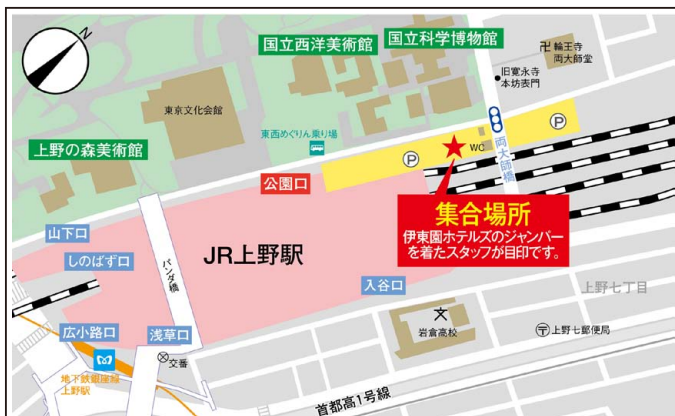 N
国立西洋美術館
国立科学博物館
輪王寺
両大師堂
旧寛永寺
本坊表門
東京文化会館
東西めぐりん乗り場
上野の森美術館
P
WC
P
両大師橋
公園口
集合場所
伊東園ホテルズのジャンパー
を着たスタッフが目印です。
山下口
しのばず口
パンダ橋
JR上野駅
入谷口
上野七丁目
文
岩倉高校
〒上野七郵便局
広小路口
浅草口
交番
地下鉄銀座線
上野駅
首都高1号線